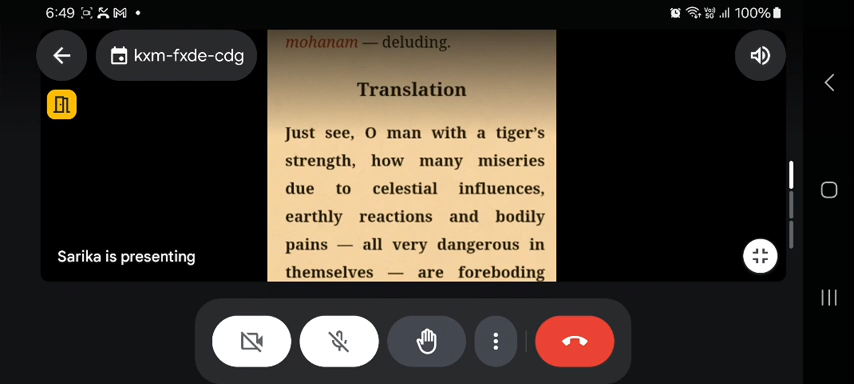 6:49
100%
kxm-fxde-cdg
mohanam — deluding.
Translation
Just see, O man with a tiger’s
strength, how many miseries
due to celestial influences,
earthly reactions and bodily
pains — all very dangerous in
themselves — are foreboding
Sarika is presenting